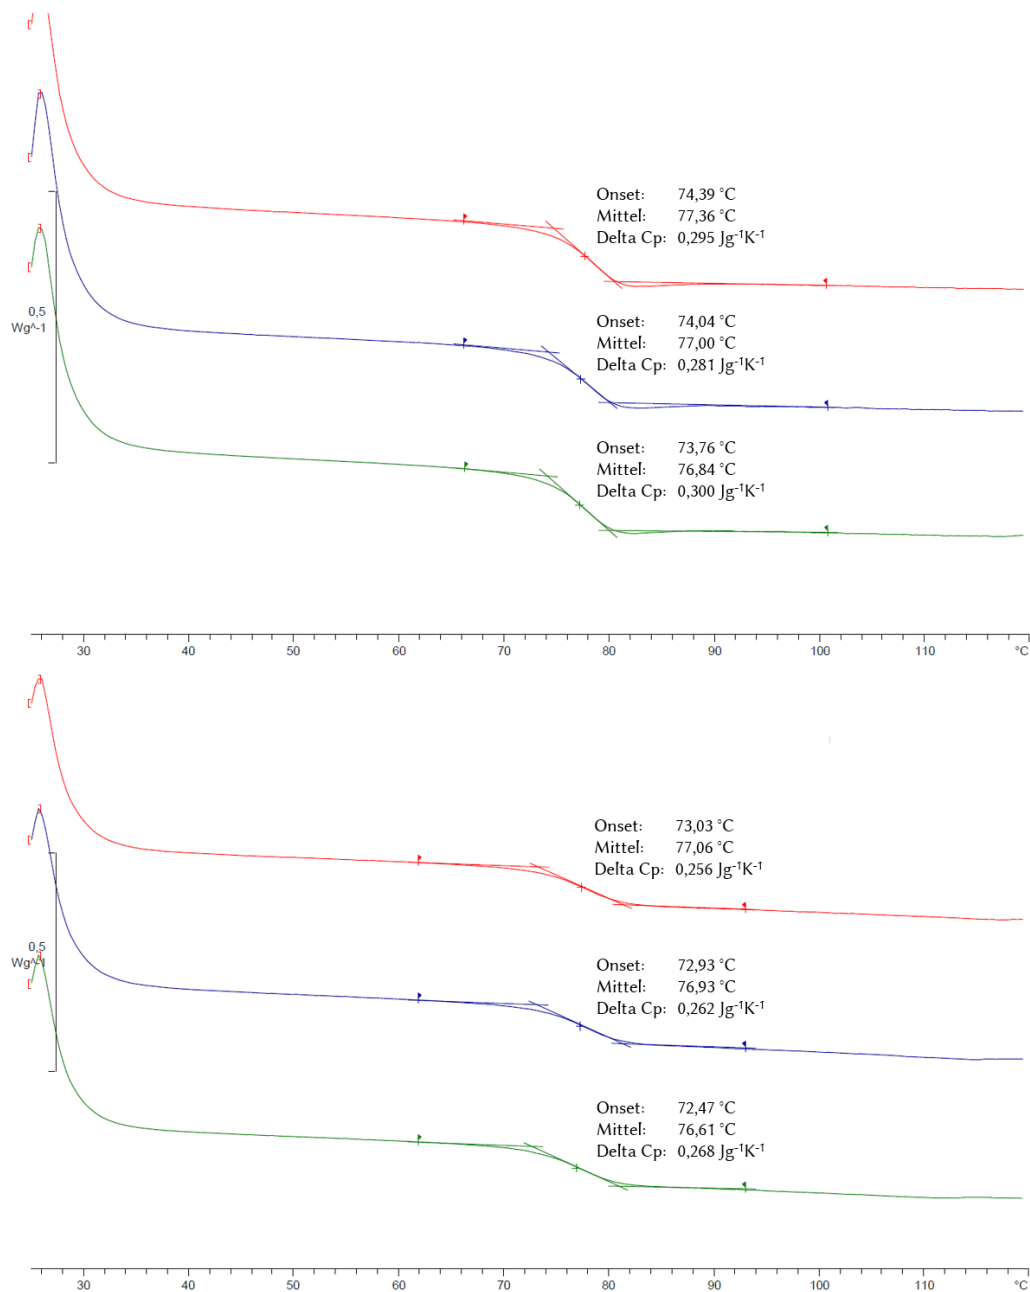 Onset: 74,39 °C
Mittel: 77,36 °C
Delta Cp: 0,295 Jg⁻¹K⁻¹
0,5
Wg^-1
Onset: 74,04 °C
Mittel: 77,00 °C
Delta Cp: 0,281 Jg⁻¹K⁻¹
Onset: 73,76 °C
Mittel: 76,84 °C
Delta Cp: 0,300 Jg⁻¹K⁻¹
30 40 50 60 70 80 90 100 110 °C
Onset: 73,03 °C
Mittel: 77,06 °C
Delta Cp: 0,256 Jg⁻¹K⁻¹
0,5
Wg^-1
Onset: 72,93 °C
Mittel: 76,93 °C
Delta Cp: 0,262 Jg⁻¹K⁻¹
Onset: 72,47 °C
Mittel: 76,61 °C
Delta Cp: 0,268 Jg⁻¹K⁻¹
30 40 50 60 70 80 90 100 110 °C